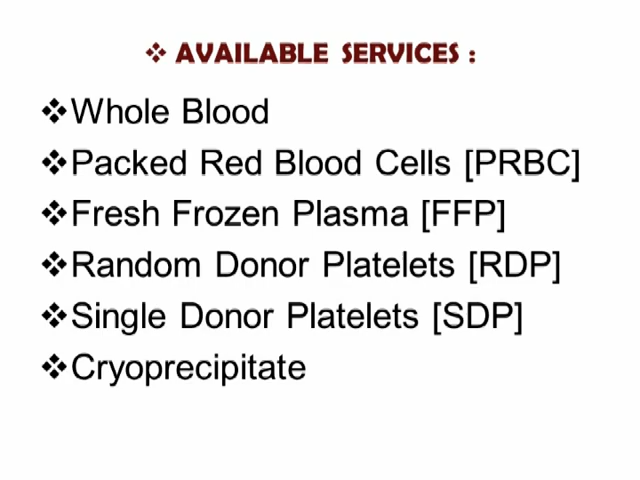 ❖ AVAILABLE SERVICES :
❖Whole Blood
❖Packed Red Blood Cells [PRBC]
❖Fresh Frozen Plasma [FFP]
❖Random Donor Platelets [RDP]
❖Single Donor Platelets [SDP]
❖Cryoprecipitate